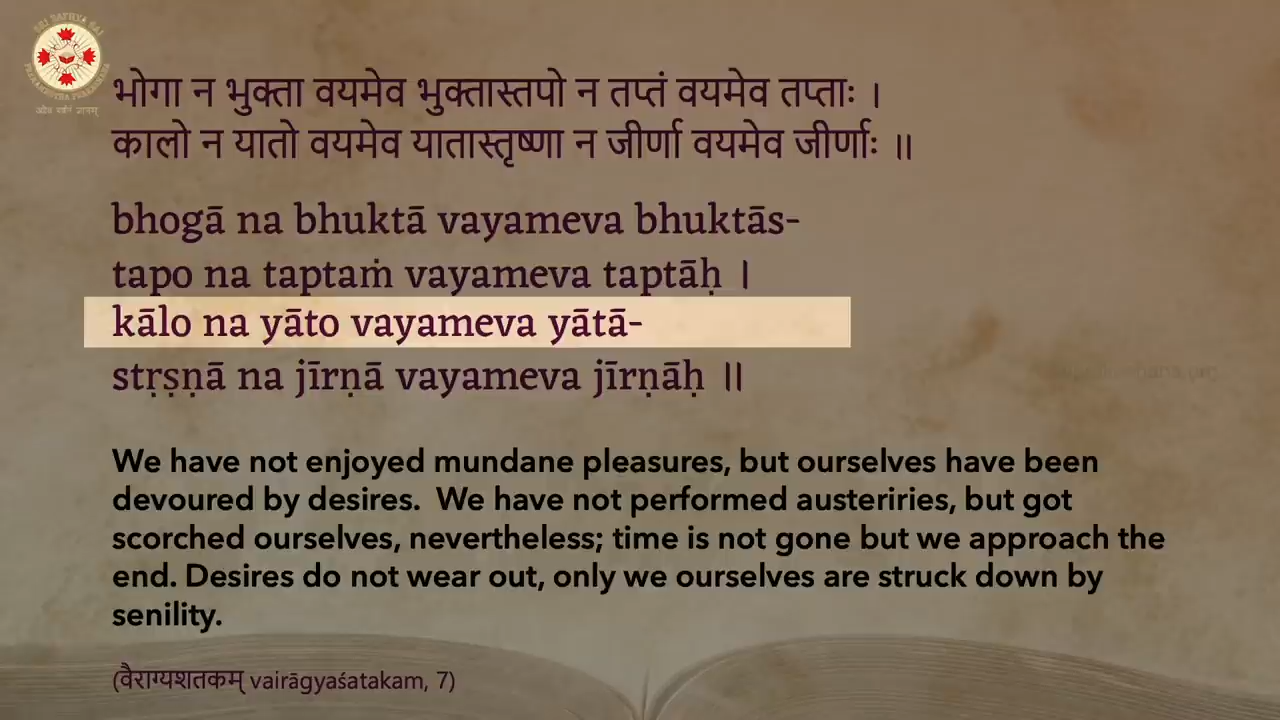 भोगा न भुक्ता वयमेव भुक्तास्तपो न तप्तं वयमेव तप्ताः ।
कालो न यातो वयमेव यातास्तृष्णा न जीर्णा वयमेव जीर्णाः ॥
bhogā na bhuktā vayameva bhuktās-
tapo na taptaṁ vayameva taptāḥ ।
kālo na yāto vayameva yātā-
stṛṣṇā na jīrṇā vayameva jīrṇāḥ ॥
We have not enjoyed mundane pleasures, but ourselves have been
devoured by desires. We have not performed austeriries, but got
scorched ourselves, nevertheless; time is not gone but we approach the
end. Desires do not wear out, only we ourselves are struck down by
senility.
(वैराग्यशतकम् vairāgyaśatakam, 7)